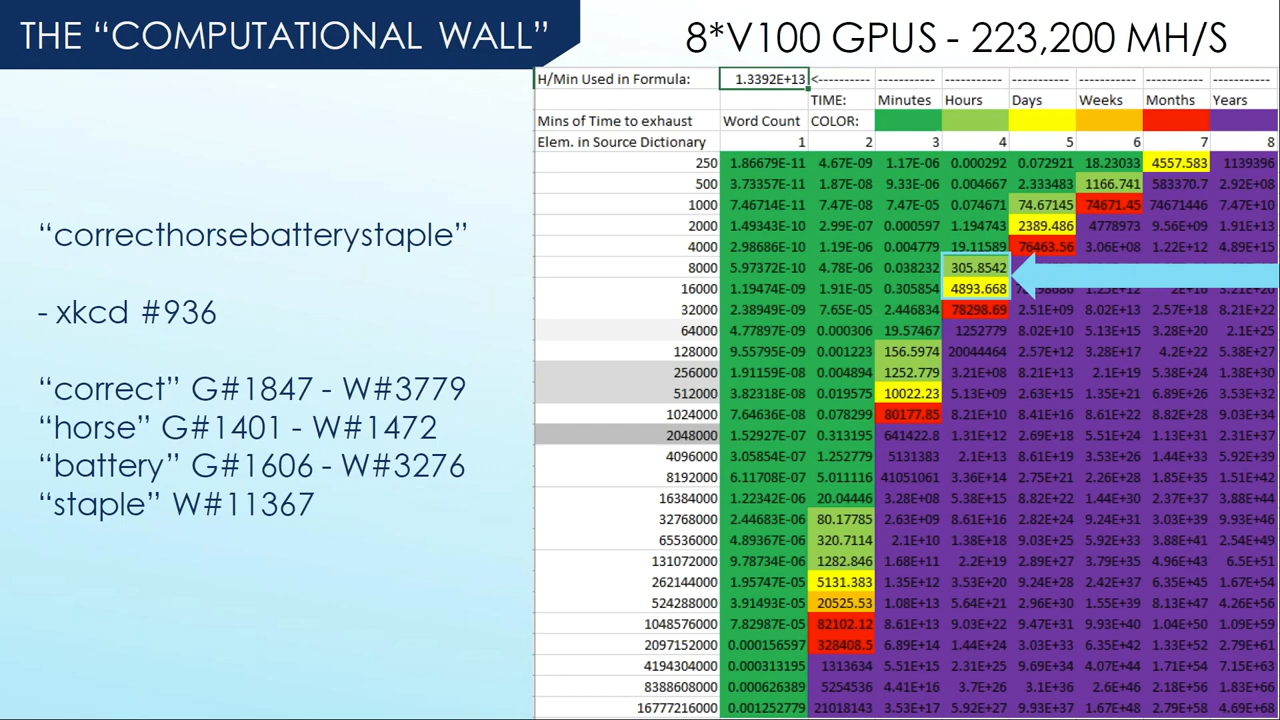 THE “COMPUTATIONAL WALL”
8*V100 GPUS - 223,200 MH/S
“correcthorsebatterystaple”
- xkcd #936
“correct” G#1847 - W#3779
“horse” G#1401 - W#1472
“battery” G#1606 - W#3276
“staple” W#11367
H/Min Used in Formula: 1.3392E+13 <---------- ----------- ----------- ----------- ----------- ----------- -----------
TIME: Minutes Hours Days Weeks Months Years
Mins of Time to exhaust Word Count COLOR:
Elem. in Source Dictionary 1 2 3 4 5 6 7 8
250 1.86679E-11 4.67E-09 1.17E-06 0.000292 0.072921 18.23033 4557.583 1139396
500 3.73357E-11 1.87E-08 9.33E-06 0.004667 2.333483 1166.741 583370.7 2.92E+08
1000 7.46714E-11 7.47E-08 7.47E-05 0.074671 74.67145 74671.45 74671446 7.47E+10
2000 1.49343E-10 2.99E-07 0.000597 1.194743 2389.486 4778973 9.56E+09 1.91E+13
4000 2.98686E-10 1.19E-06 0.004779 19.11589 76463.56 3.06E+08 1.22E+12 4.89E+15
8000 5.97372E-10 4.78E-06 0.038232 305.8542
16000 1.19474E-09 1.91E-05 0.305854 4893.668
32000 2.38949E-09 7.65E-05 2.446834 78298.69 2.51E+09 8.02E+13 2.57E+18 8.21E+22
64000 4.77897E-09 0.000306 19.57467 1252779 8.02E+10 5.13E+15 3.28E+20 2.1E+25
128000 9.55795E-09 0.001223 156.5974 20044464 2.57E+12 3.28E+17 4.2E+22 5.38E+27
256000 1.91159E-08 0.004894 1252.779 3.21E+08 8.21E+13 2.1E+19 5.38E+24 1.38E+30
512000 3.82318E-08 0.019575 10022.23 5.13E+09 2.63E+15 1.35E+21 6.89E+26 3.53E+32
1024000 7.64636E-08 0.078299 80177.85 8.21E+10 8.41E+16 8.61E+22 8.82E+28 9.03E+34
2048000 1.52927E-07 0.313195 641422.8 1.31E+12 2.69E+18 5.51E+24 1.13E+31 2.31E+37
4096000 3.05854E-07 1.252779 5131383 2.1E+13 8.61E+19 3.53E+26 1.44E+33 5.92E+39
8192000 6.11708E-07 5.011116 41051061 3.36E+14 2.75E+21 2.26E+28 1.85E+35 1.51E+42
16384000 1.22342E-06 20.04446 3.28E+08 5.38E+15 8.82E+22 1.44E+30 2.37E+37 3.88E+44
32768000 2.44683E-06 80.17785 2.63E+09 8.61E+16 2.82E+24 9.24E+31 3.03E+39 9.93E+46
65536000 4.89367E-06 320.7114 2.1E+10 1.38E+18 9.03E+25 5.92E+33 3.88E+41 2.54E+49
131072000 9.78734E-06 1282.846 1.68E+11 2.2E+19 2.89E+27 3.79E+35 4.96E+43 6.5E+51
262144000 1.95747E-05 5131.383 1.35E+12 3.53E+20 9.24E+28 2.42E+37 6.35E+45 1.67E+54
524288000 3.91493E-05 20525.53 1.08E+13 5.64E+21 2.96E+30 1.55E+39 8.13E+47 4.26E+56
1048576000 7.82987E-05 82102.12 8.61E+13 9.03E+22 9.47E+31 9.93E+40 1.04E+50 1.09E+59
2097152000 0.000156597 328408.5 6.89E+14 1.44E+24 3.03E+33 6.35E+42 1.33E+52 2.79E+61
4194304000 0.000313195 1313634 5.51E+15 2.31E+25 9.69E+34 4.07E+44 1.71E+54 7.15E+63
8388608000 0.000626389 5254536 4.41E+16 3.7E+26 3.1E+36 2.6E+46 2.18E+56 1.83E+66
16777216000 0.001252779 21018143 3.53E+17 5.92E+27 9.93E+37 1.67E+48 2.79E+58 4.69E+68